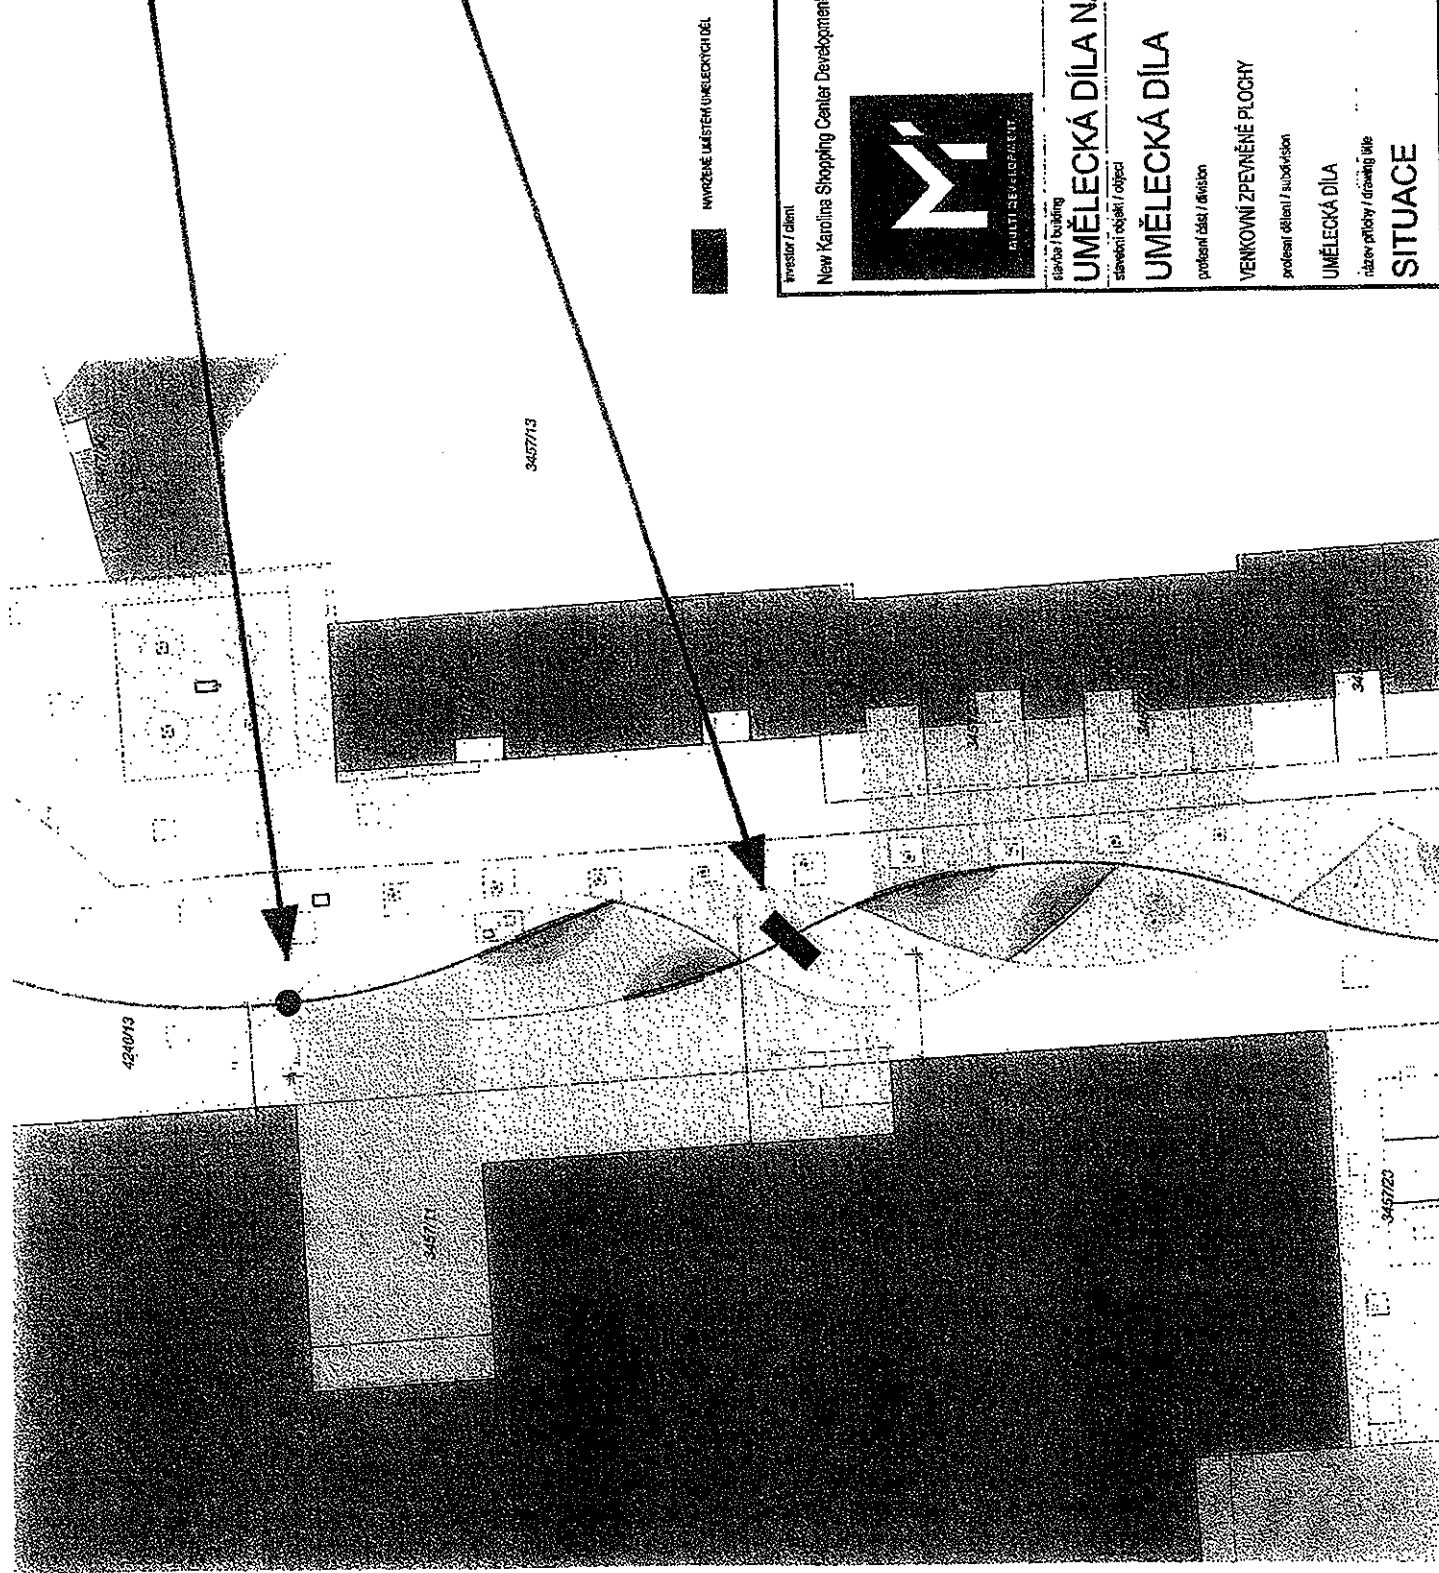 NAVRŽENÉ UMÍSTĚNÍ UMĚLECKÝCH DĚL
investor / client
New Karolina Shopping Center Development
MULTI DEVELOPMENT
stavba / building
UMĚLECKÁ DÍLA N
stavební objekt / object
UMĚLECKÁ DÍLA
profesní část / division
VENKOVNÍ ZPEVNĚNÉ PLOCHY
profesní dělení / subdivision
UMĚLECKÁ DÍLA
název přílohy / drawing title
SITUACE
3457/13
4240/13
3457/11
3457/23